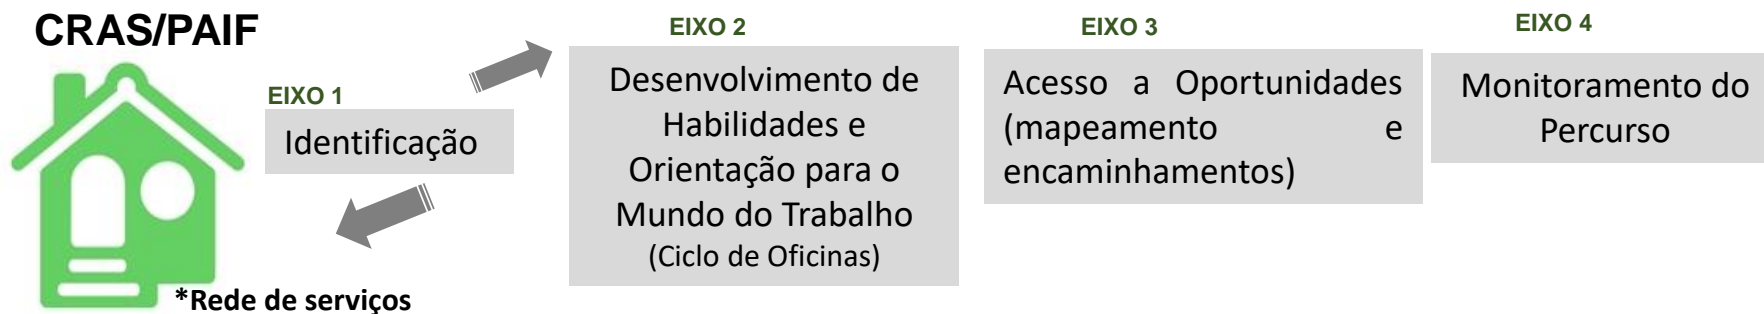 CRAS/PAIF
EIXO 1
Identificação
*Rede de serviços
EIXO 2
Desenvolvimento de
Habilidades e
Orientação para o
Mundo do Trabalho
(Ciclo de Oficinas)
EIXO 3
Acesso a Oportunidades
(mapeamento e
encaminhamentos)
EIXO 4
Monitoramento do
Percurso